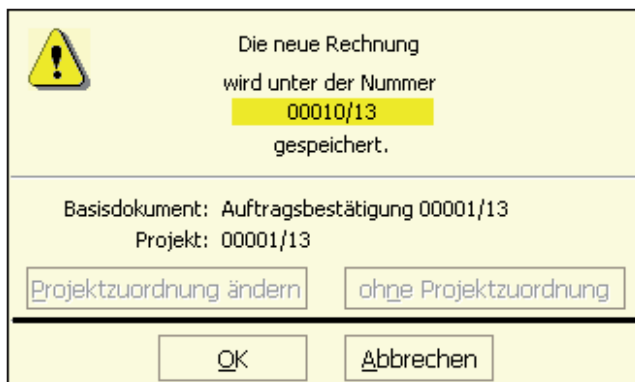 Die neue Rechnung
wird unter der Nummer
00010/13
gespeichert.
Basisdokument: Auftragsbestätigung 00001/13
Projekt: 00001/13
Projektzuordnung ändern
ohne Projektzuordnung
OK
Abbrechen